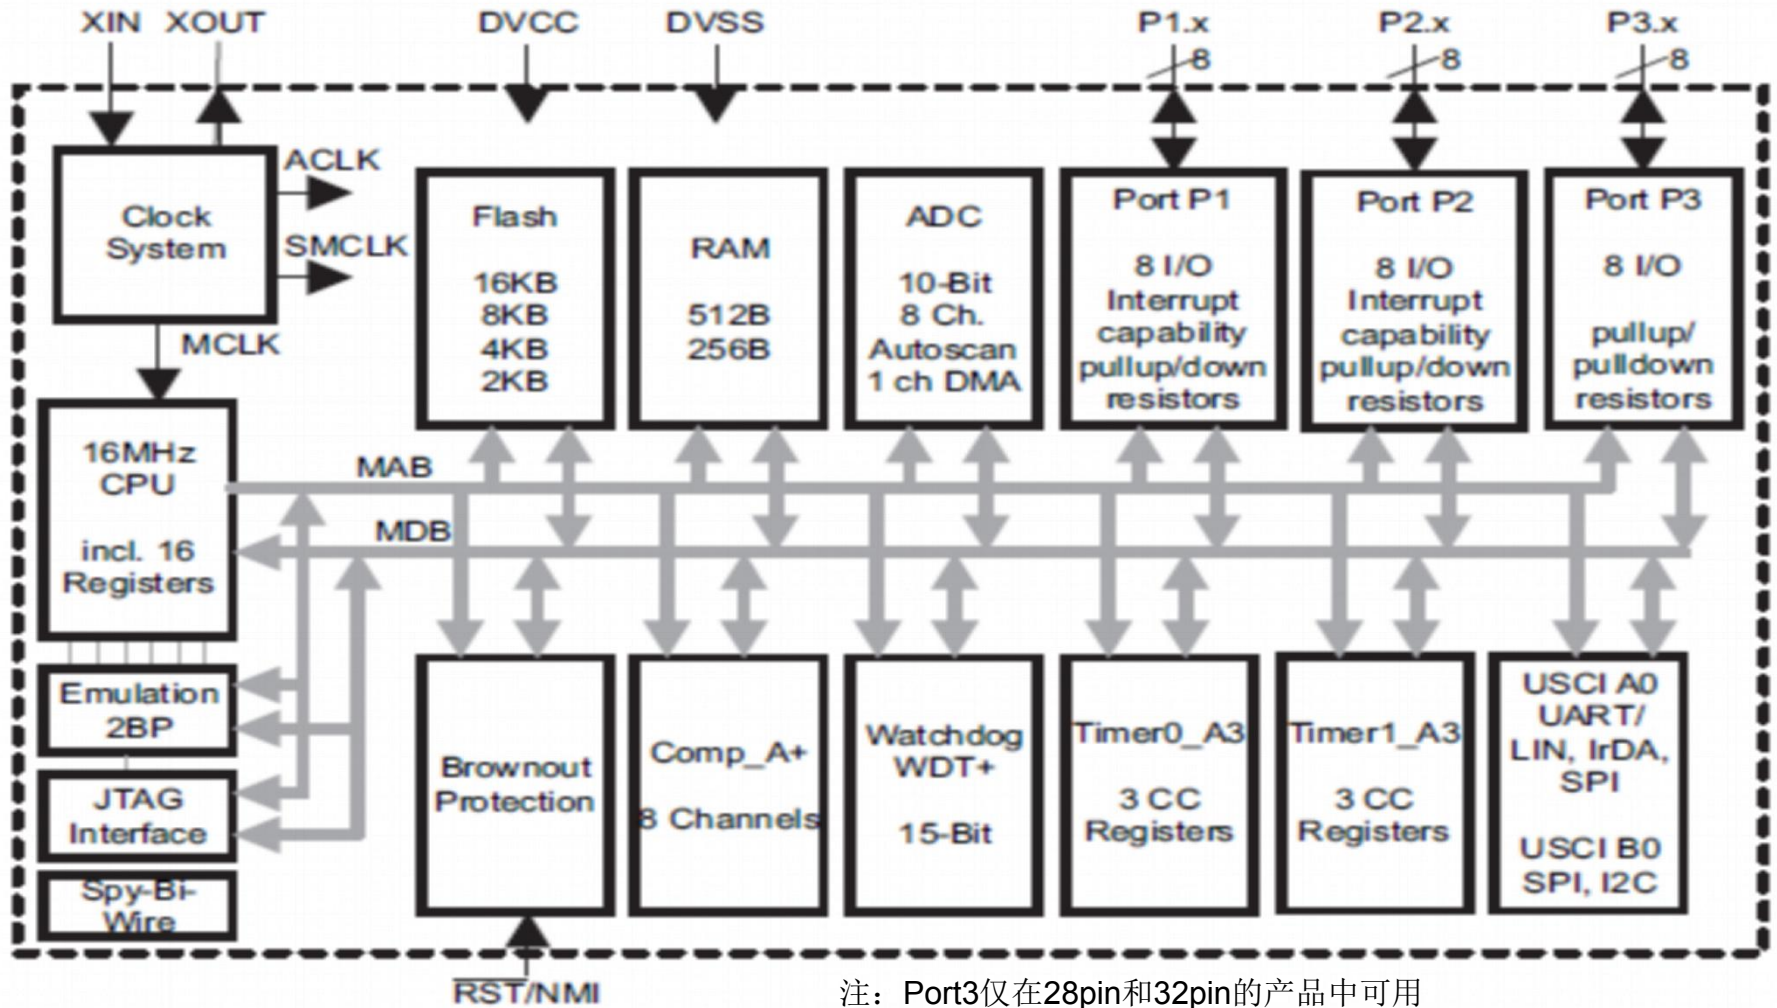 XIN XOUT DVCC DVSS P1.x P2.x P3.x
8 8 8
Clock
System
ACLK
SMCLK
MCLK
Flash
16KB
8KB
4KB
2KB
RAM
512B
256B
ADC
10-Bit
8 Ch.
Autoscan
1 ch DMA
Port P1
8 I/O
Interrupt
capability
pullup/down
resistors
Port P2
8 I/O
Interrupt
capability
pullup/down
resistors
Port P3
8 I/O
pullup/
pulldown
resistors
16MHz
CPU
incl. 16
Registers
MAB
MDB
Emulation
2BP
JTAG
Interface
Spy-Bi-
Wire
Brownout
Protection
Comp_A+
8 Channels
Watchdog
WDT+
15-Bit
Timer0_A3
3 CC
Registers
Timer1_A3
3 CC
Registers
USCI A0
UART/
LIN, IrDA,
SPI
USCI B0
SPI, I2C
RST/NMI
注：Port3仅在28pin和32pin的产品中可用